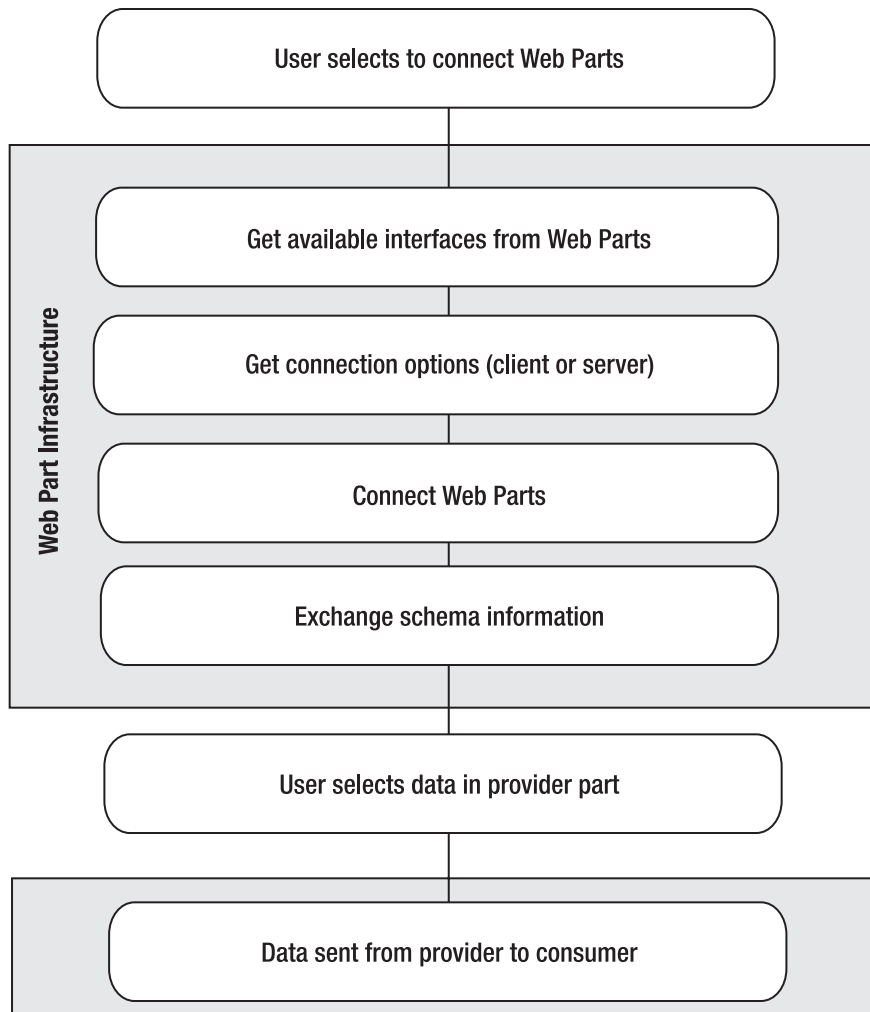 User selects to connect Web Parts
Web Part Infrastructure
Get available interfaces from Web Parts
Get connection options (client or server)
Connect Web Parts
Exchange schema information
User selects data in provider part
Data sent from provider to consumer